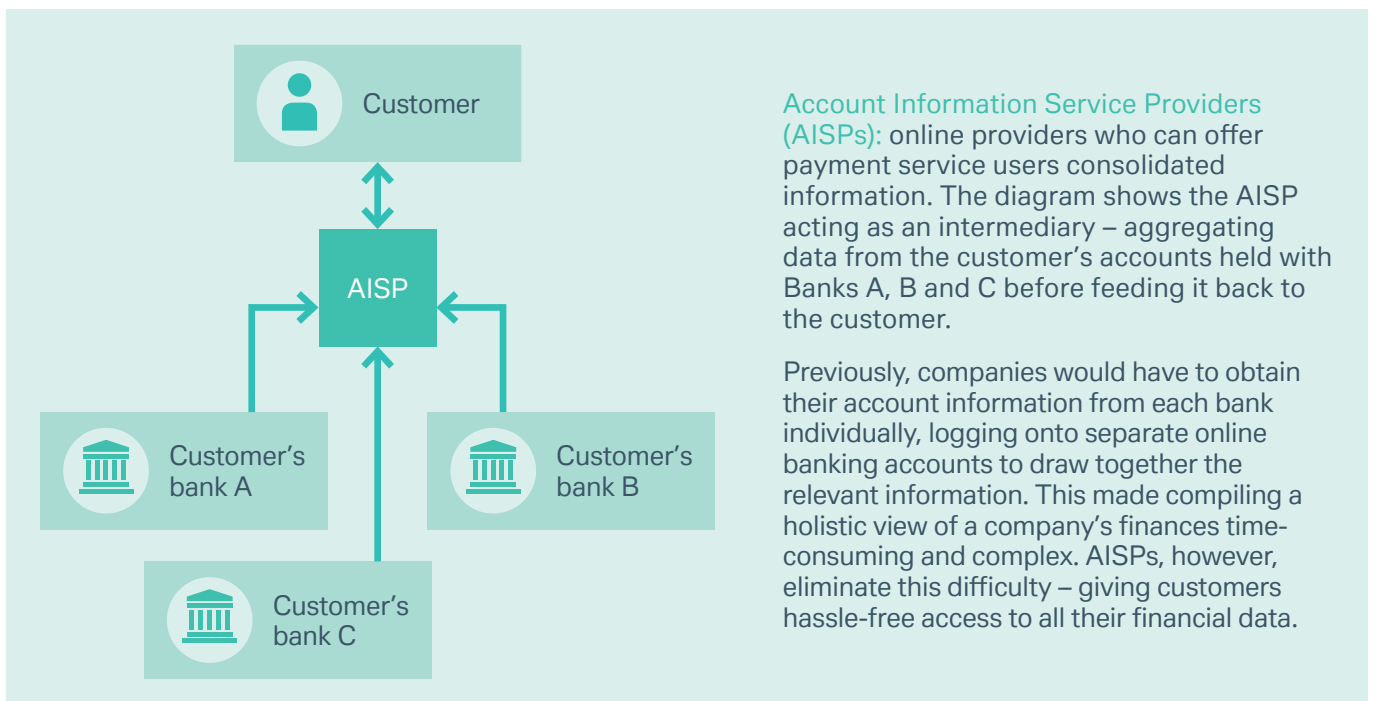 Customer
AISP
Customer's
bank A
Customer's
bank B
Customer's
bank C
Account Information Service Providers
(AISPs): online providers who can offer
payment service users consolidated
information. The diagram shows the AISP
acting as an intermediary – aggregating
data from the customer's accounts held with
Banks A, B and C before feeding it back to
the customer.
Previously, companies would have to obtain
their account information from each bank
individually, logging onto separate online
banking accounts to draw together the
relevant information. This made compiling a
holistic view of a company's finances time-
consuming and complex. AISPs, however,
eliminate this difficulty – giving customers
hassle-free access to all their financial data.